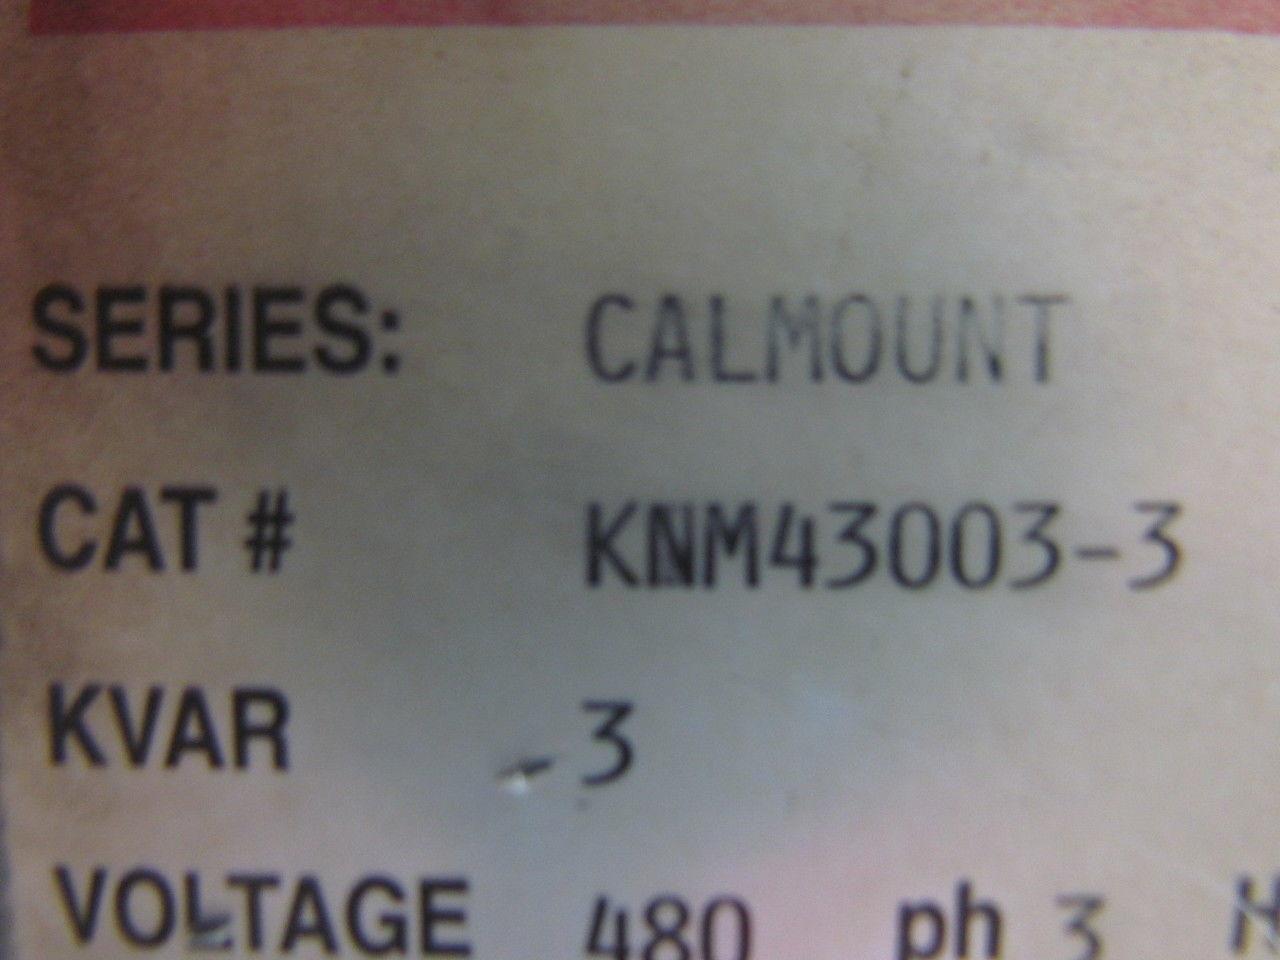 SERIES: CALMOUNT
CAT # KNM43003-3
KVAR 3
VOLTAGE 480 ph 3 H